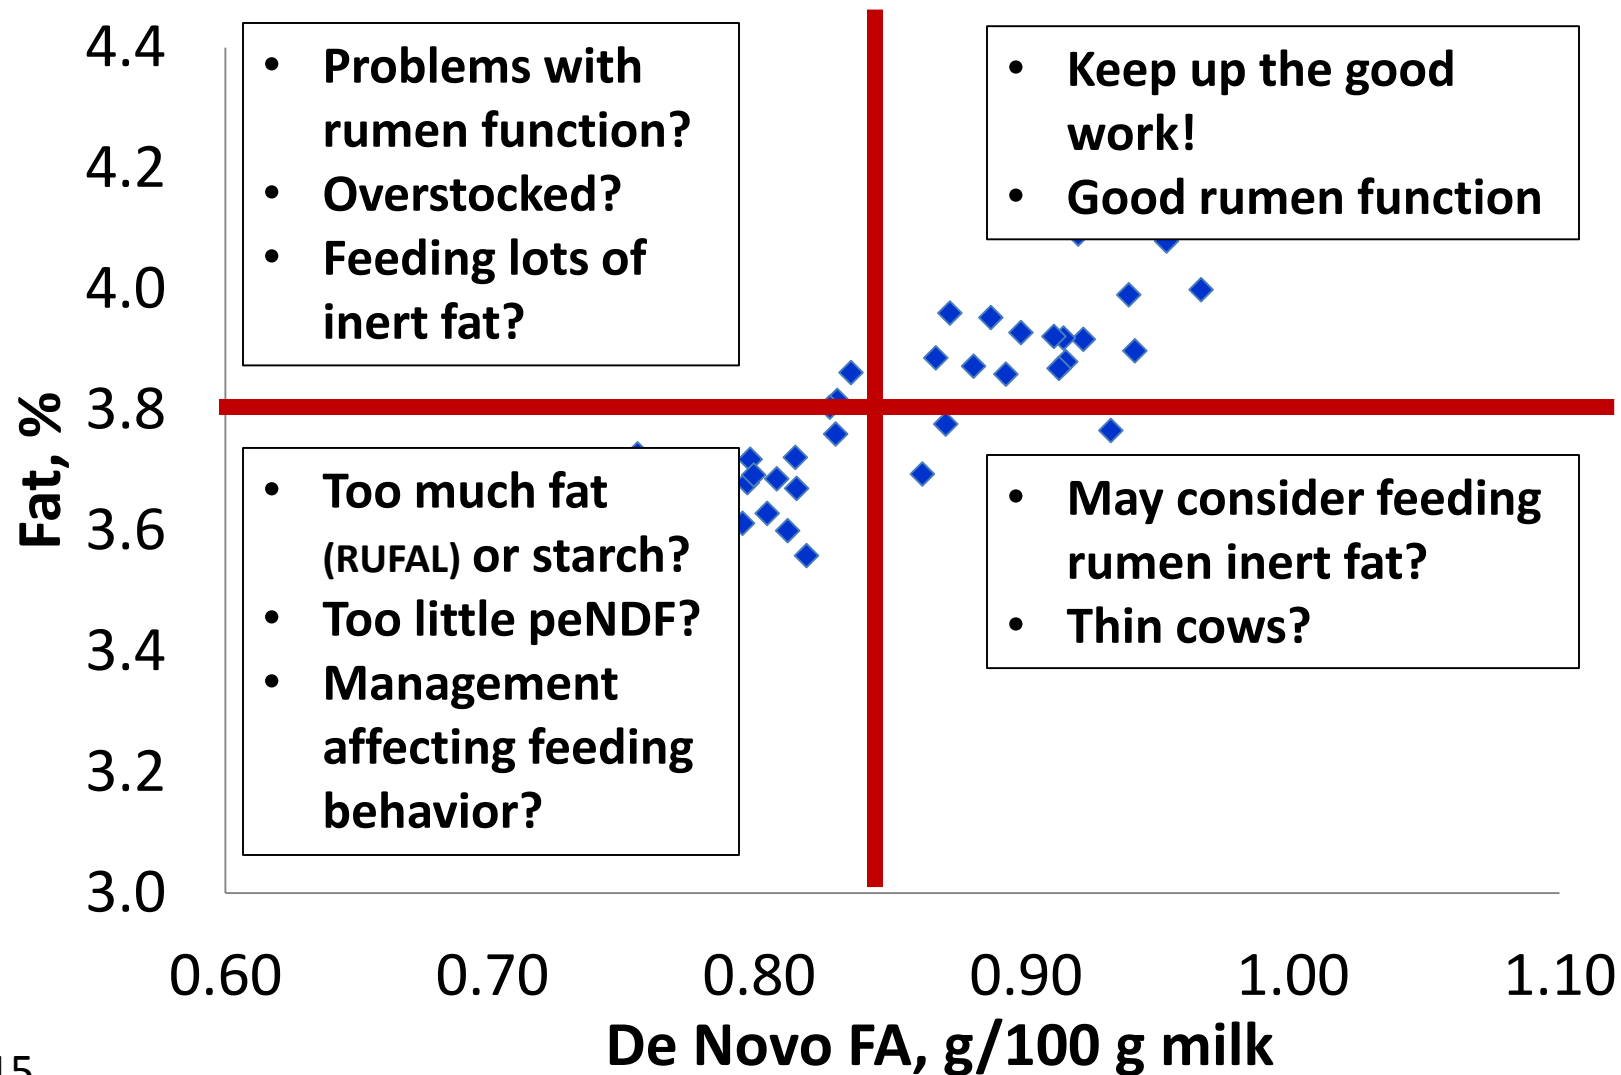 4.4
4.2
4.0
3.8
3.6
3.4
3.2
3.0
Fat, %
• Problems with
rumen function?
• Overstocked?
• Feeding lots of
inert fat?
• Keep up the good
work!
• Good rumen function
• Too much fat
(RUFAL) or starch?
• Too little peNDF?
• Management
affecting feeding
behavior?
• May consider feeding
rumen inert fat?
• Thin cows?
0.60 0.70 0.80 0.90 1.00 1.10
De Novo FA, g/100 g milk